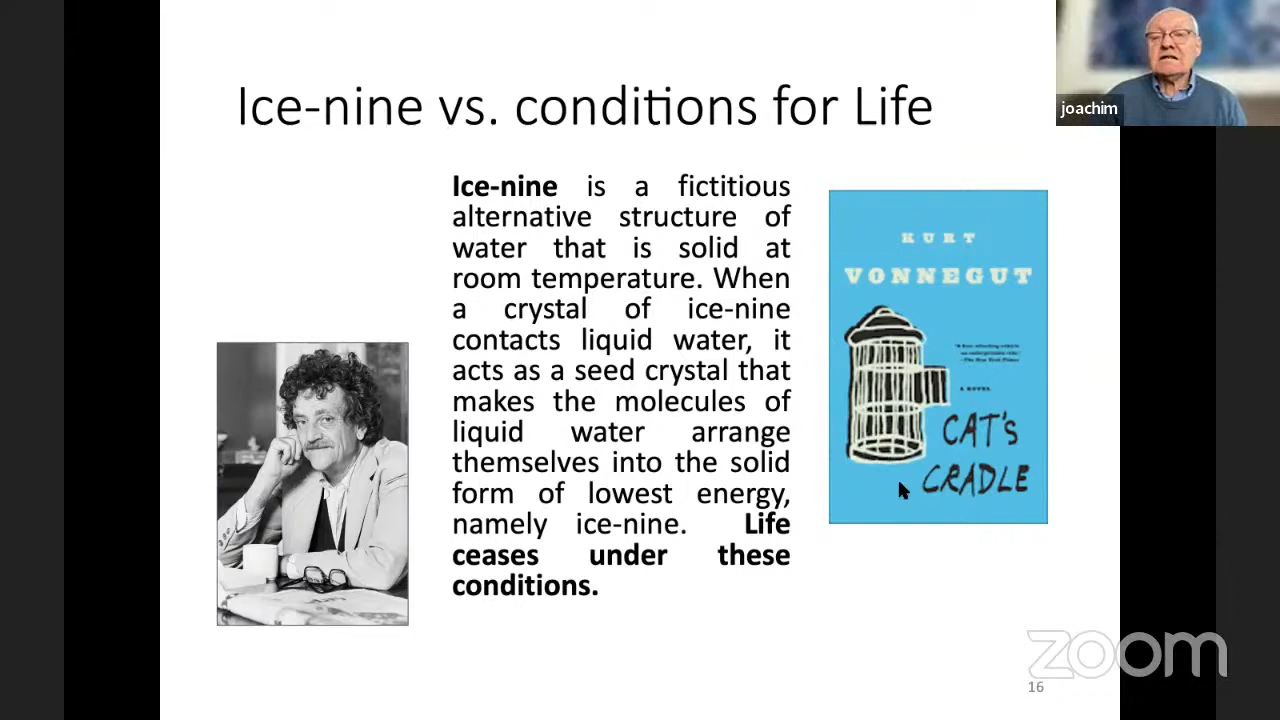 Ice-nine vs. conditions for Life
joachim
Ice-nine is a fictitious
alternative structure of
water that is solid at
room temperature. When
a crystal of ice-nine
contacts liquid water, it
acts as a seed crystal that
makes the molecules of
liquid water arrange
themselves into the solid
form of lowest energy,
namely ice-nine. Life
ceases under these
conditions.
KURT
VONNEGUT
A NOVEL
CAT'S
CRADLE
zoom
16